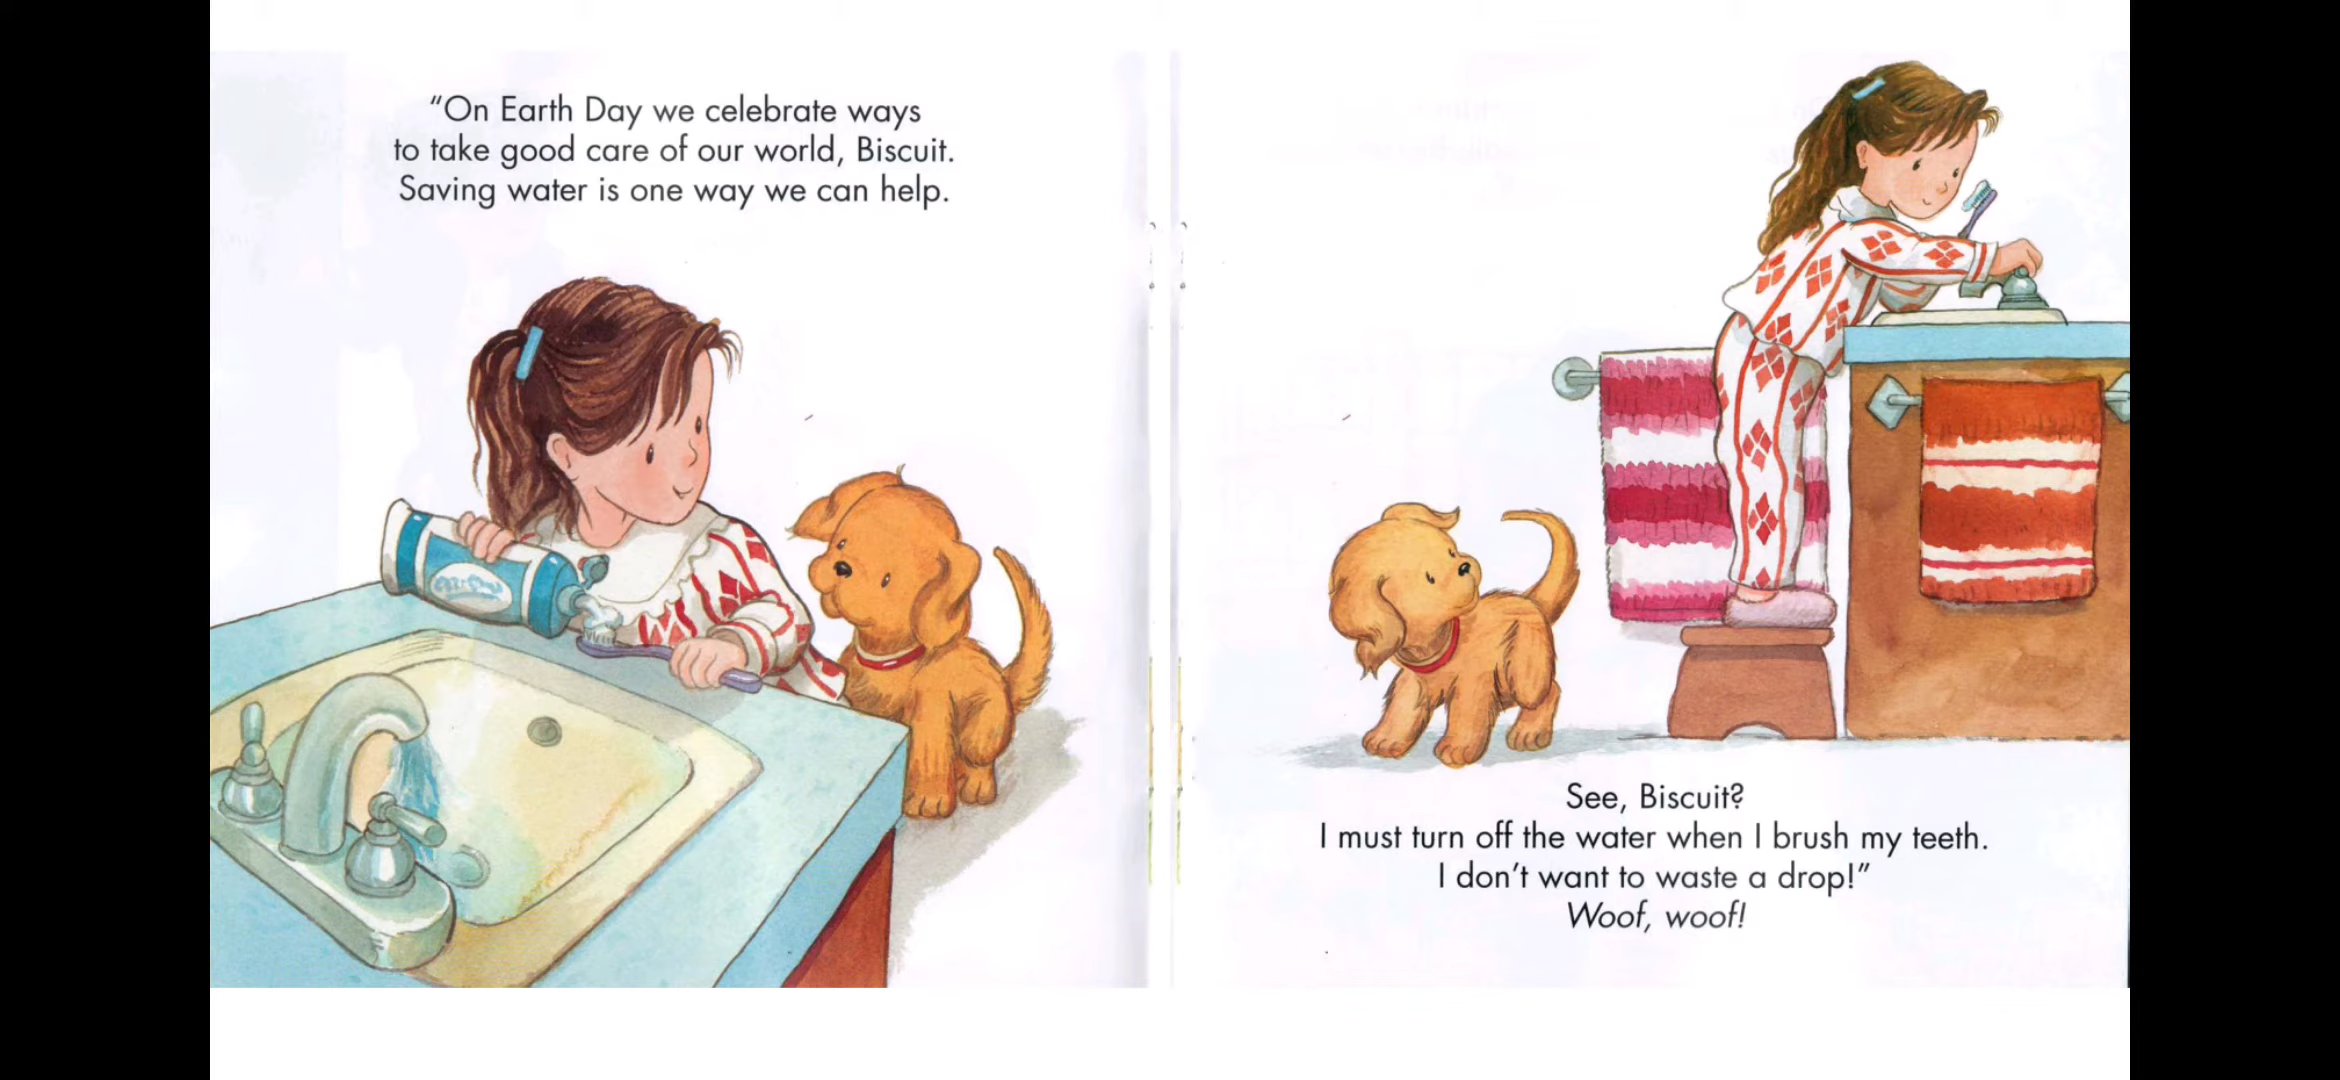 “On Earth Day we celebrate ways
to take good care of our world, Biscuit.
Saving water is one way we can help.
See, Biscuit?
I must turn off the water when I brush my teeth.
I don’t want to waste a drop!”
Woof, woof!